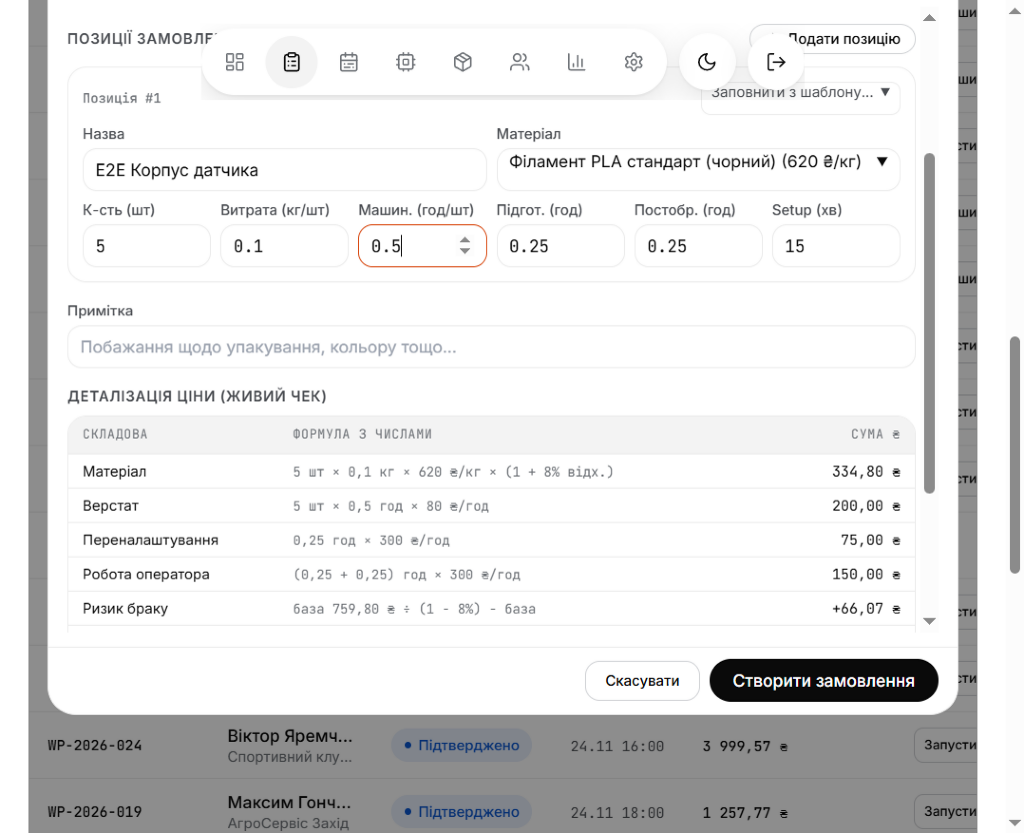 ПОЗИЦІЇ ЗАМОВЛЕ
Додати позицію
Позиція #1
Заповнити з шаблону...
Назва
Матеріал
E2E Корпус датчика
Філамент PLA стандарт (чорний) (620 ₴/кг)
К-сть (шт)
Витрата (кг/шт)
Машин. (год/шт)
Підгот. (год)
Постобр. (год)
Setup (хв)
5
0.1
0.5
0.25
0.25
15
Примітка
Побажання щодо упакування, кольору тощо...
ДЕТАЛІЗАЦІЯ ЦІНИ (ЖИВИЙ ЧЕК)
СКЛАДОВА ФОРМУЛА З ЧИСЛАМИ СУМА ₴
Матеріал 5 шт × 0,1 кг × 620 ₴/кг × (1 + 8% відх.) 334,80 ₴
Верстат 5 шт × 0,5 год × 80 ₴/год 200,00 ₴
Переналаштування 0,25 год × 300 ₴/год 75,00 ₴
Робота оператора (0,25 + 0,25) год × 300 ₴/год 150,00 ₴
Ризик браку база 759,80 ₴ ÷ (1 - 8%) - база +66,07 ₴
Скасувати
Створити замовлення
WP-2026-024 Віктор Яремч... Підтверджено 24.11 16:00 3 999,57 ₴ Запусти
Спортивний клу...
WP-2026-019 Максим Гонч... Підтверджено 24.11 18:00 1 257,77 ₴ Запусти
АгроСервіс Захід